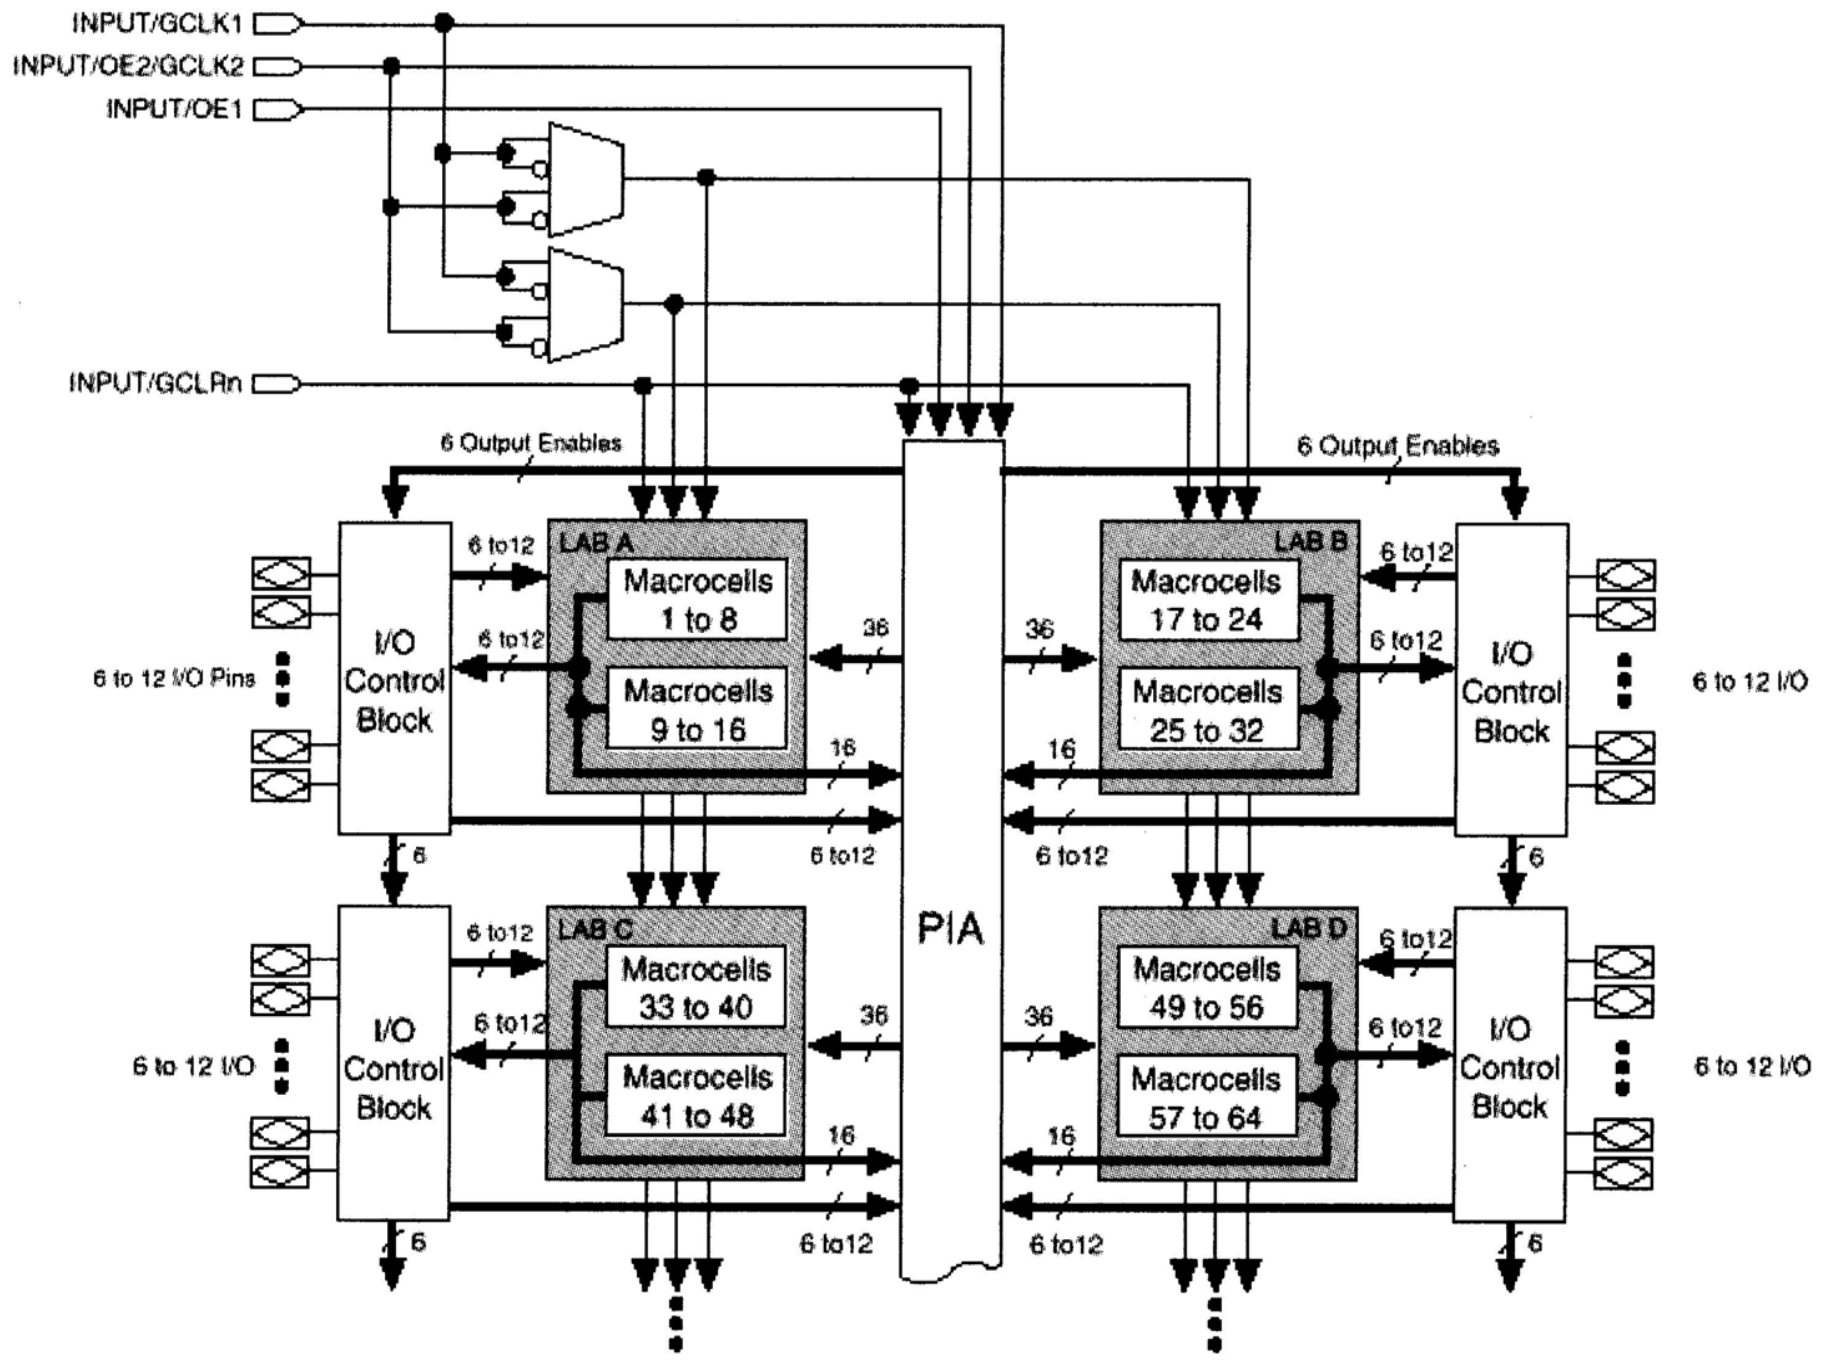 INPUT/GCLK1
INPUT/OE2/GCLK2
INPUT/OE1
INPUT/GCLRn
6 Output Enables
6 Output Enables
6 to12
LAB A
Macrocells
1 to 8
Macrocells
9 to 16
6 to12
I/O
Control
Block
6 to 12 I/O Pins
36
16
6 to12
6
36
16
6 to12
LAB B
Macrocells
17 to 24
Macrocells
25 to 32
6 to12
6 to12
I/O
Control
Block
6 to 12 I/O
6
PIA
6 to12
LAB C
Macrocells
33 to 40
Macrocells
41 to 48
6 to12
I/O
Control
Block
6 to 12 I/O
36
16
6 to12
6
36
16
6 to12
LAB D
Macrocells
49 to 56
Macrocells
57 to 64
6 to12
6 to12
I/O
Control
Block
6 to 12 I/O
6